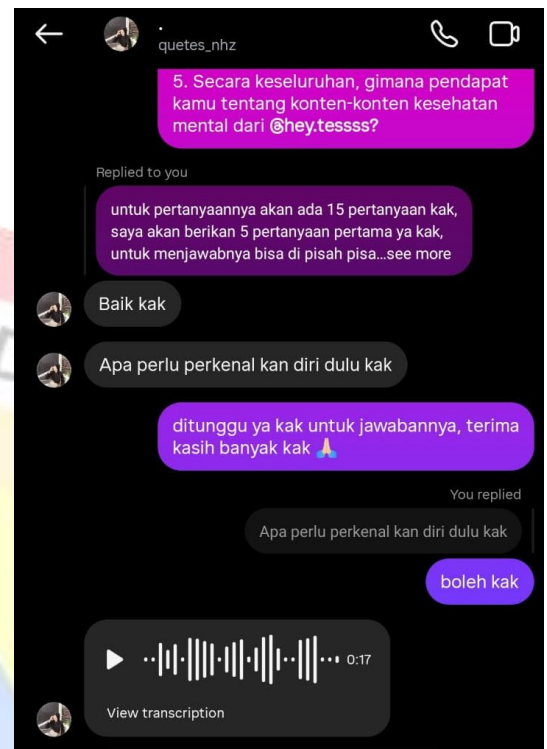 .
quetes_nhz
5. Secara keseluruhan, gimana pendapat
kamu tentang konten-konten kesehatan
mental dari @hey.tessss?
Replied to you
untuk pertanyaannya akan ada 15 pertanyaan kak,
saya akan berikan 5 pertanyaan pertama ya kak,
untuk menjawabnya bisa di pisah pisa...see more
Baik kak
Apa perlu perkenal kan diri dulu kak
ditunggu ya kak untuk jawabannya, terima
kasih banyak kak 🙏🏼
You replied
Apa perlu perkenal kan diri dulu kak
boleh kak
0:17
View transcription